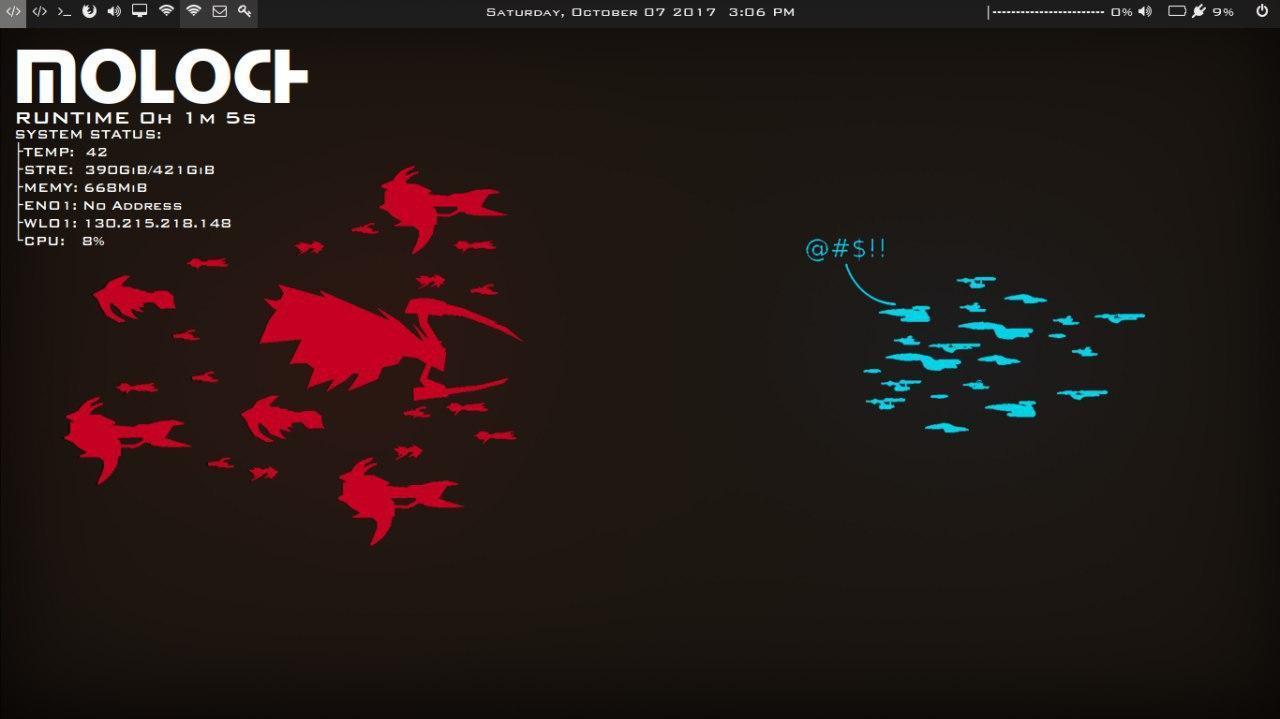 Saturday, October 07 2017 3:06 PM
|----------------------- 0%
9%
MOLOCH
RUNTIME 0h 1m 5s
SYSTEM STATUS:
├TEMP: 42
├STRE: 390GiB/421GiB
├MEMY: 668MiB
├ENO1: No Address
├WLO1: 130.215.218.148
└CPU: 8%
@#$!!